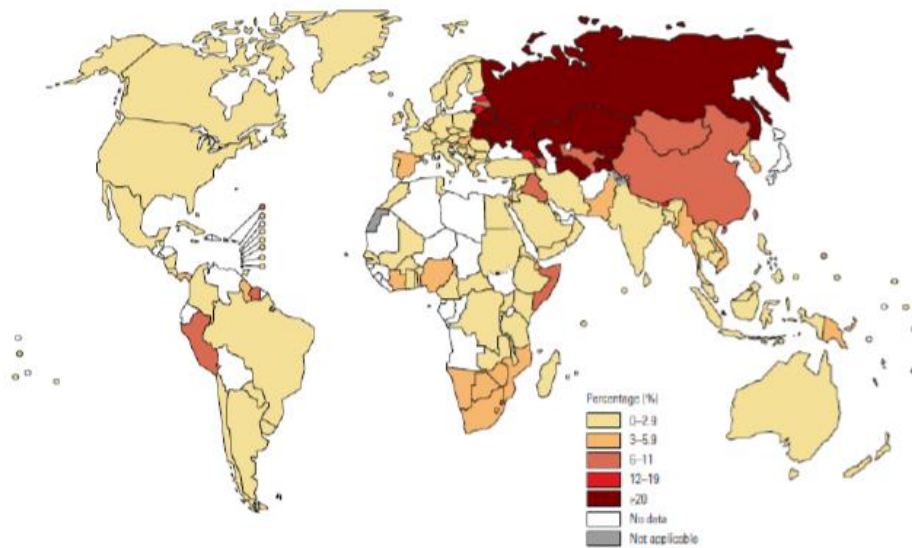 Percentage (%)
0–2.9
3–5.9
6–11
12–19
≥20
No data
Not applicable